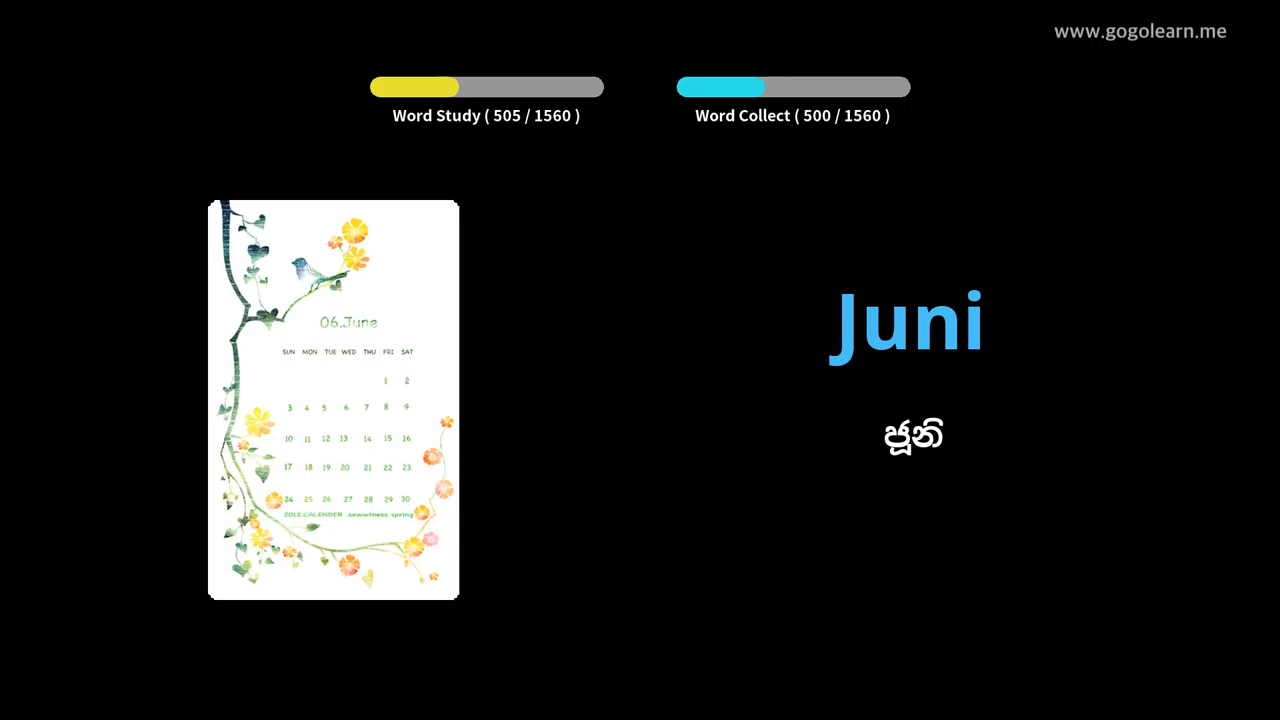 www.gogolearn.me
Word Study ( 505 / 1560 )
Word Collect ( 500 / 1560 )
06.June
SUN MON TUE WED THU FRI SAT
1 2
3 4 5 6 7 8 9
10 11 12 13 14 15 16
17 18 19 20 21 22 23
24 25 26 27 28 29 30
2012.CALENDER .sewwtness spring
Juni
ජූනි